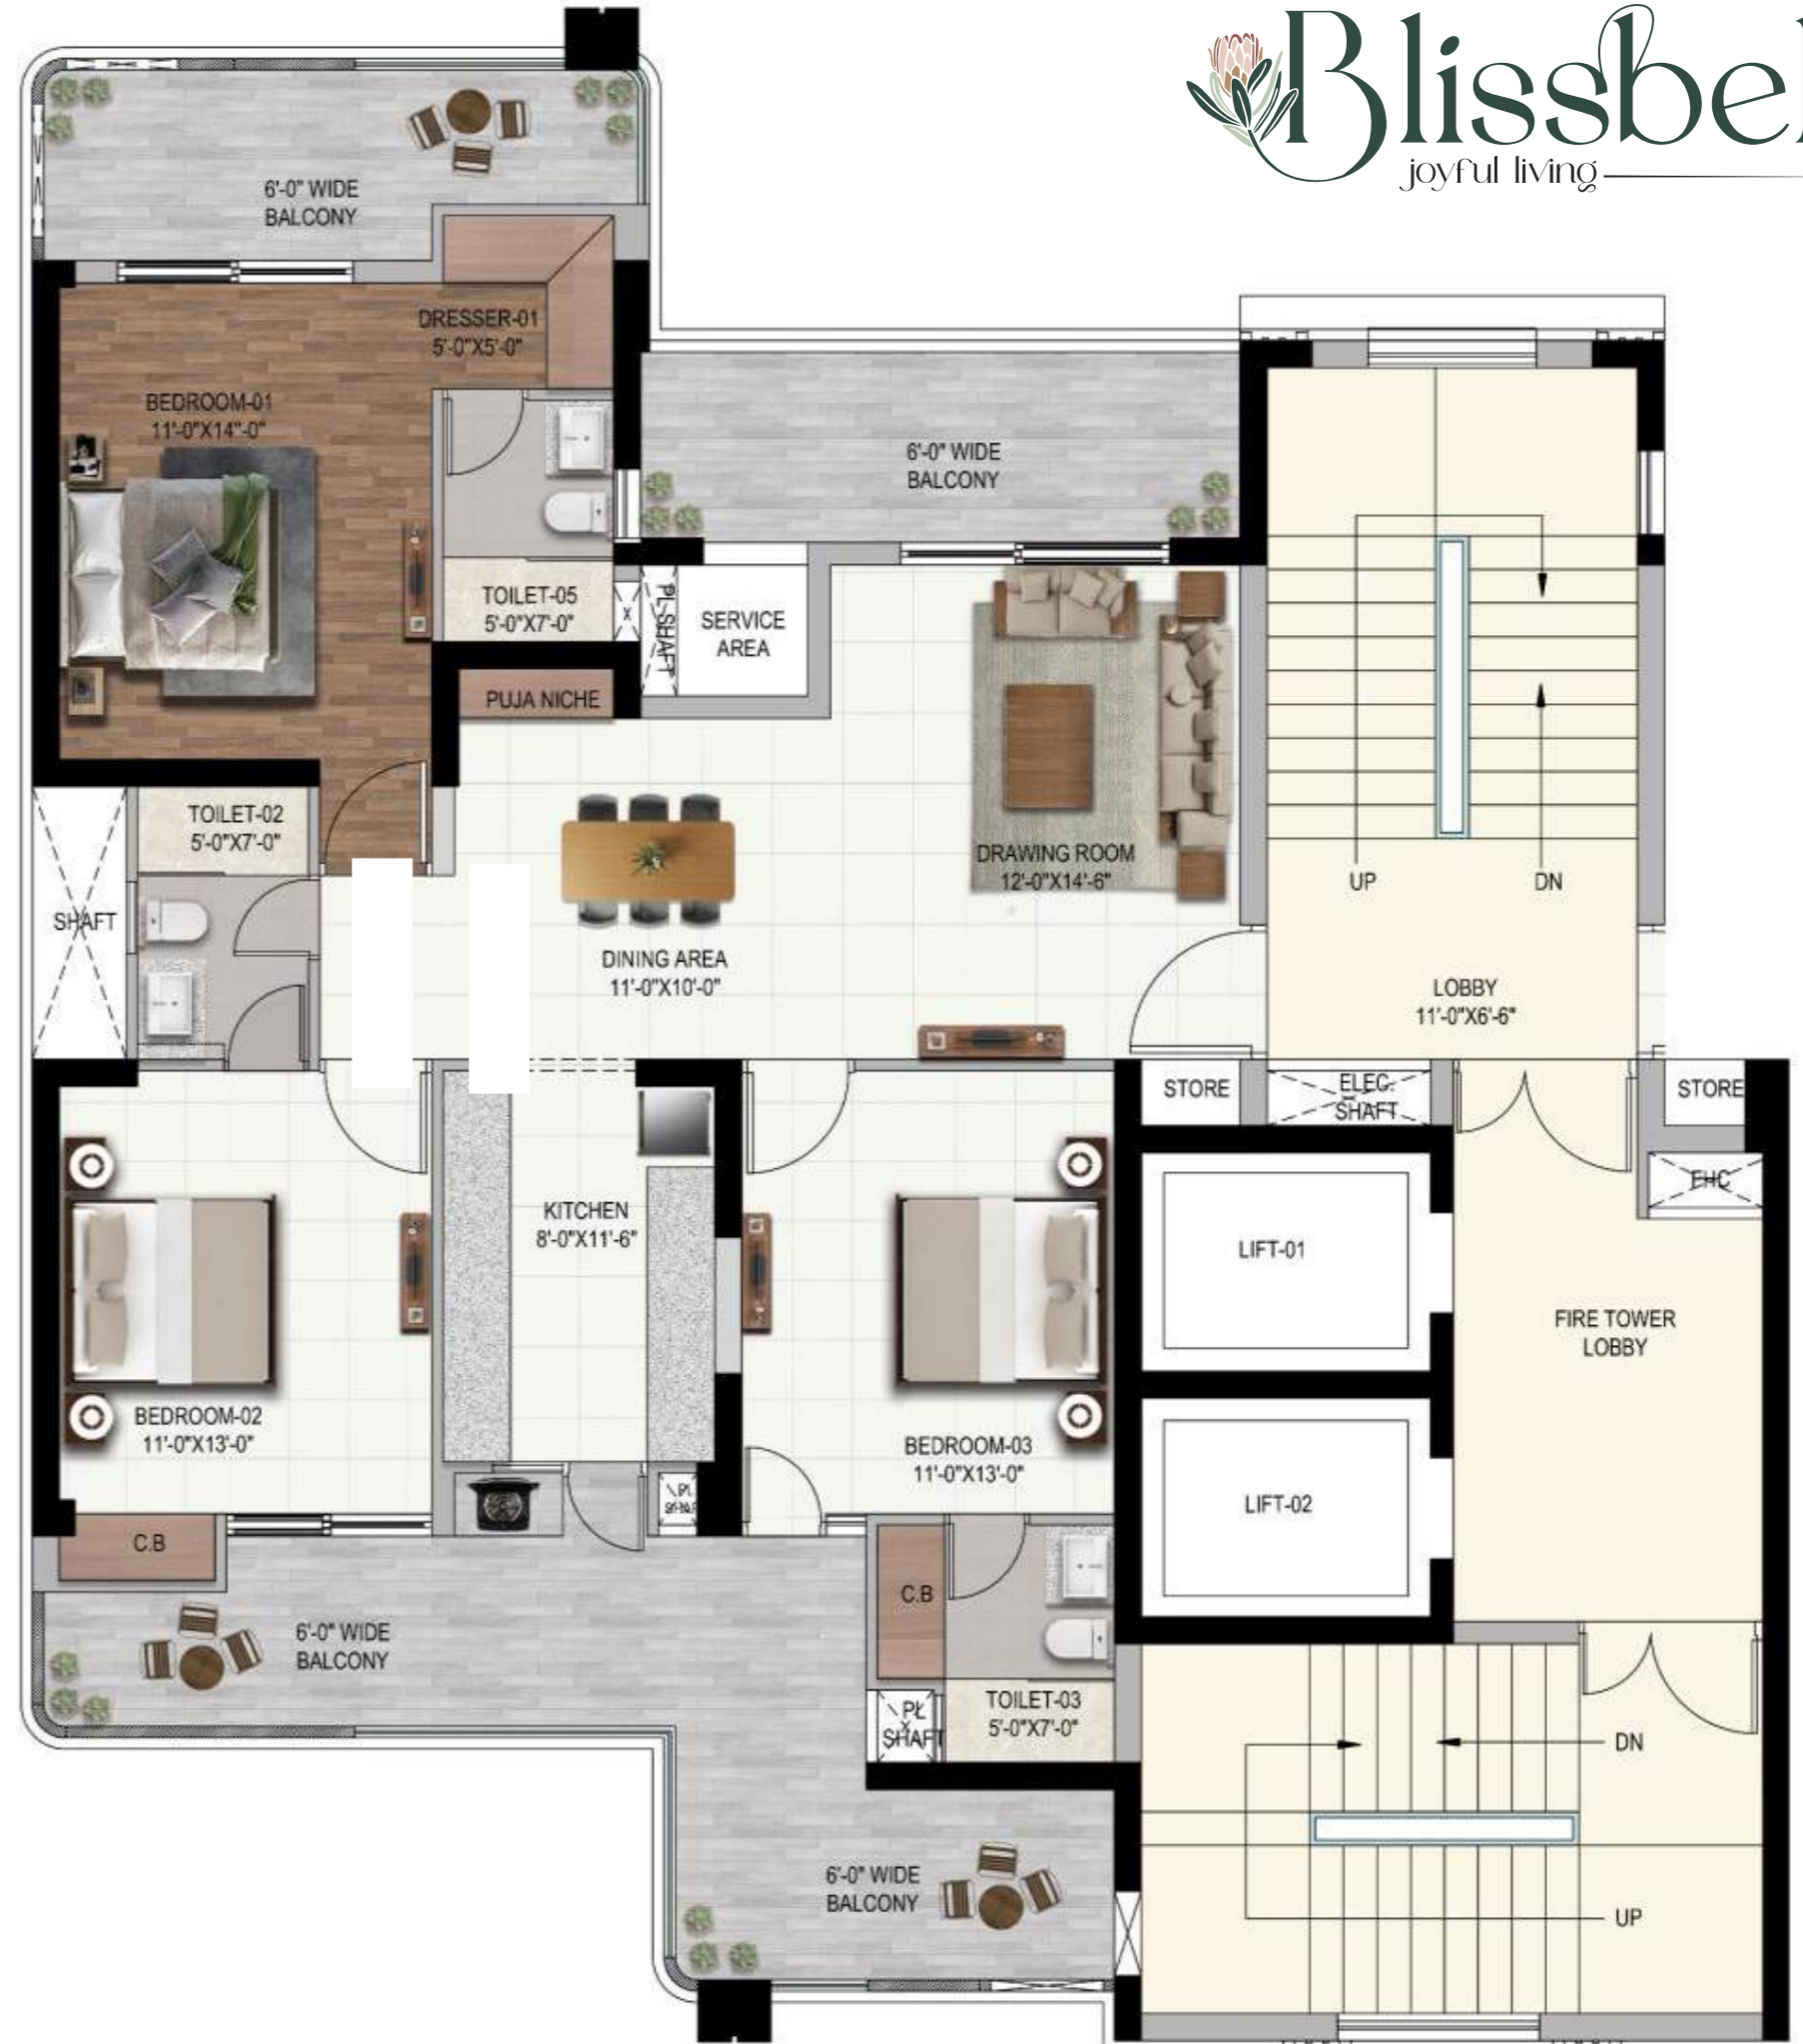 Blissbel
joyful living
6'-0" WIDE
BALCONY
DRESSER-01
5'-0"X5'-0"
BEDROOM-01
11'-0"X14"-0"
6'-0" WIDE
BALCONY
TOILET-05
5'-0"X7'-0"
PL-SHAFT
SERVICE
AREA
PUJA NICHE
TOILET-02
5'-0"X7'-0"
SHAFT
DRAWING ROOM
12'-0"X14'-6"
UP
DN
DINING AREA
11'-0"X10'-0"
LOBBY
11'-0"X6'-6"
STORE
ELEC.
SHAFT
STORE
EHC
KITCHEN
8'-0"X11'-6"
LIFT-01
FIRE TOWER
LOBBY
BEDROOM-02
11'-0"X13'-0"
BEDROOM-03
11'-0"X13'-0"
LIFT-02
C.B
C.B
6'-0" WIDE
BALCONY
TOILET-03
5'-0"X7'-0"
PL
SHAFT
DN
6'-0" WIDE
BALCONY
UP